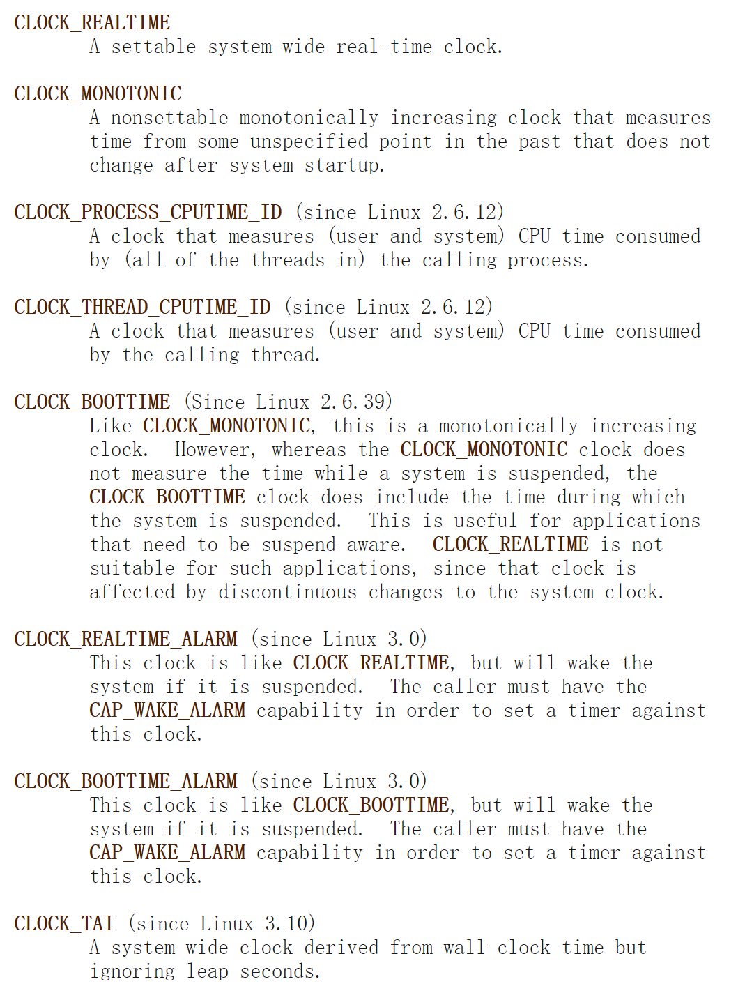 CLOCK_REALTIME
A settable system-wide real-time clock.
CLOCK_MONOTONIC
A nonsettable monotonically increasing clock that measures
time from some unspecified point in the past that does not
change after system startup.
CLOCK_PROCESS_CPUTIME_ID (since Linux 2.6.12)
A clock that measures (user and system) CPU time consumed
by (all of the threads in) the calling process.
CLOCK_THREAD_CPUTIME_ID (since Linux 2.6.12)
A clock that measures (user and system) CPU time consumed
by the calling thread.
CLOCK_BOOTTIME (Since Linux 2.6.39)
Like CLOCK_MONOTONIC, this is a monotonically increasing
clock.  However, whereas the CLOCK_MONOTONIC clock does
not measure the time while a system is suspended, the
CLOCK_BOOTTIME clock does include the time during which
the system is suspended.  This is useful for applications
that need to be suspend-aware.  CLOCK_REALTIME is not
suitable for such applications, since that clock is
affected by discontinuous changes to the system clock.
CLOCK_REALTIME_ALARM (since Linux 3.0)
This clock is like CLOCK_REALTIME, but will wake the
system if it is suspended.  The caller must have the
CAP_WAKE_ALARM capability in order to set a timer against
this clock.
CLOCK_BOOTTIME_ALARM (since Linux 3.0)
This clock is like CLOCK_BOOTTIME, but will wake the
system if it is suspended.  The caller must have the
CAP_WAKE_ALARM capability in order to set a timer against
this clock.
CLOCK_TAI (since Linux 3.10)
A system-wide clock derived from wall-clock time but
ignoring leap seconds.